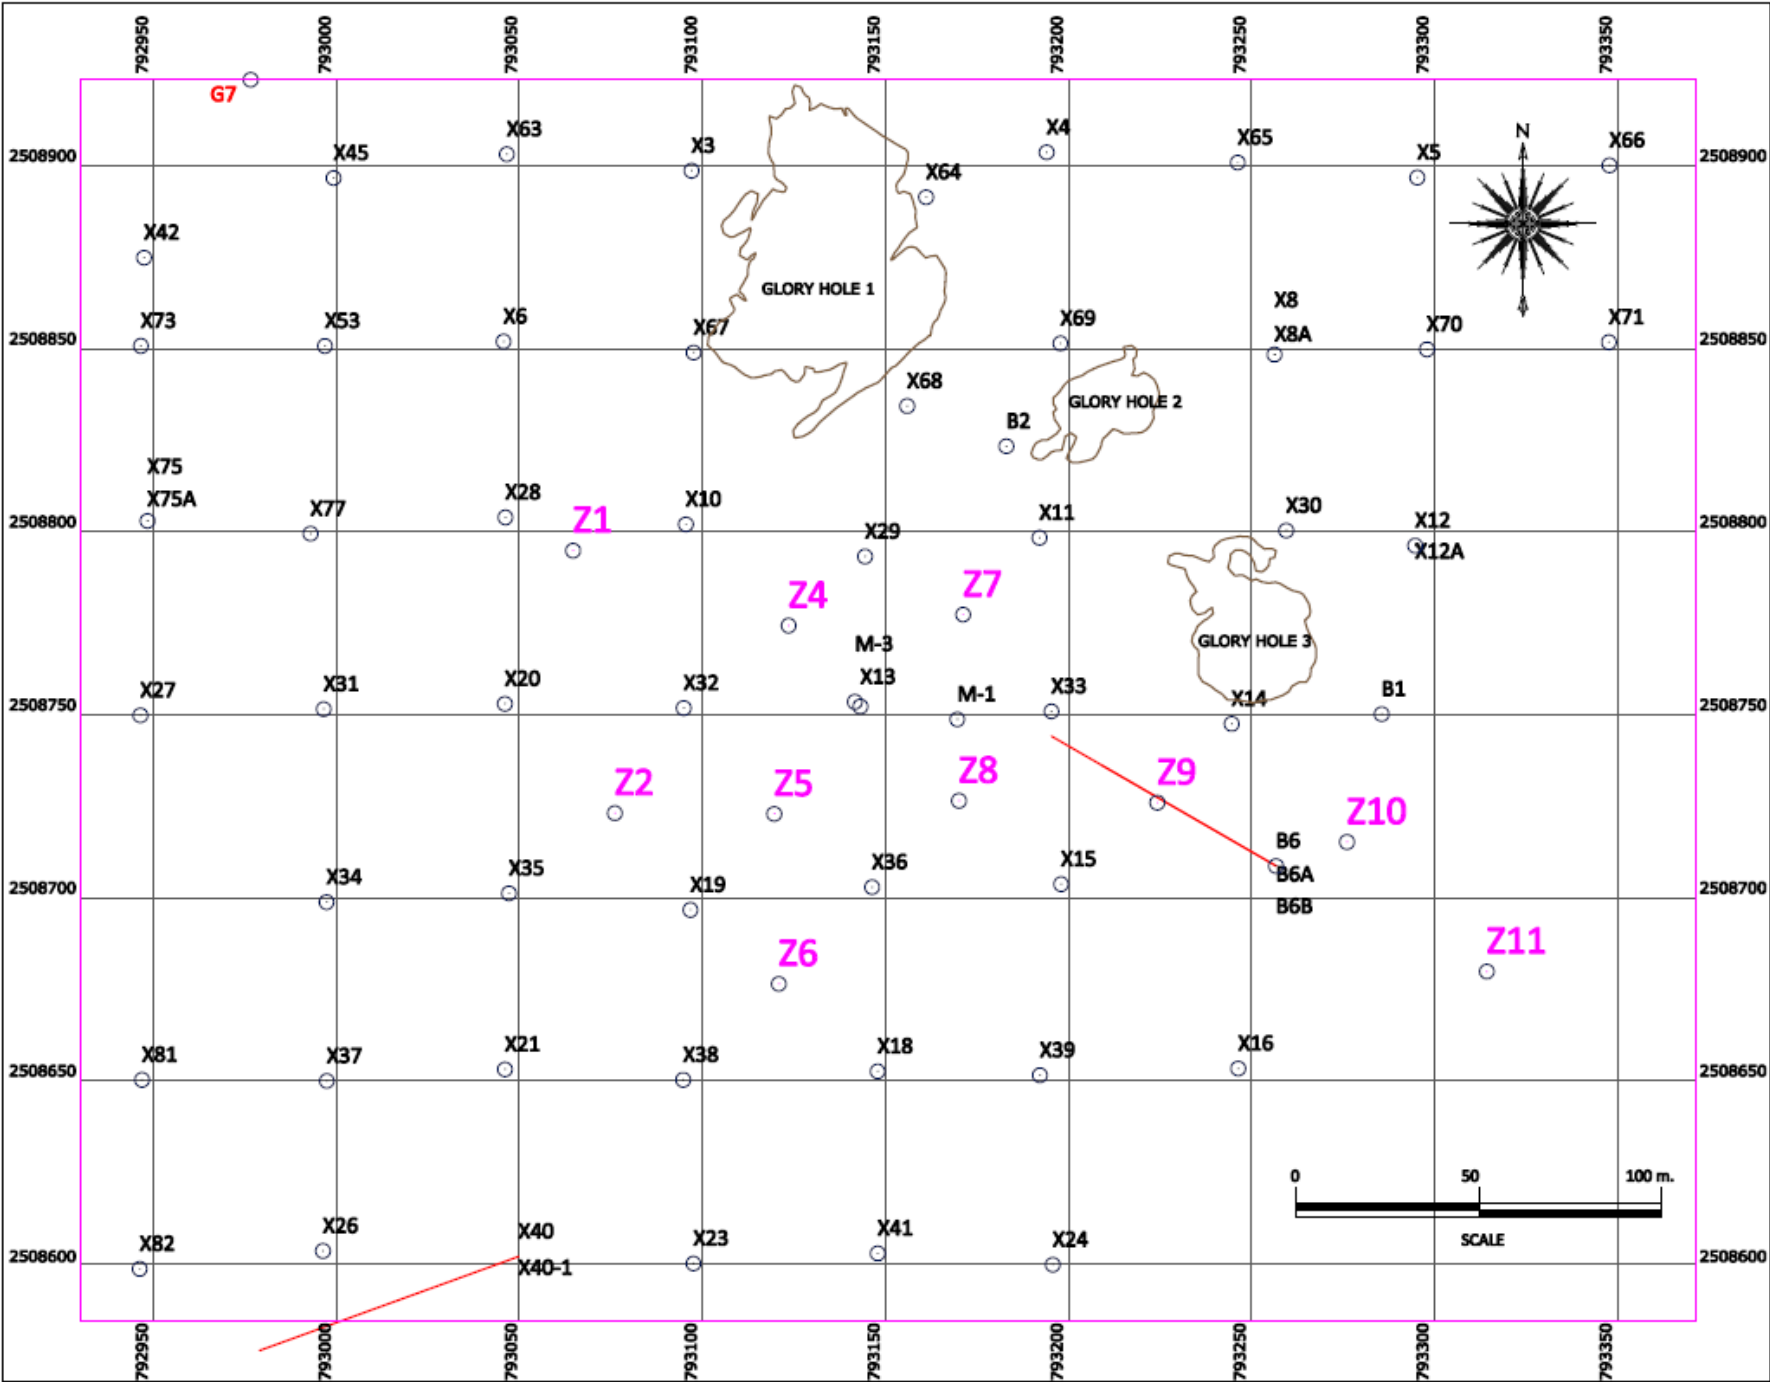 792950 793000 793050 793100 793150 793200 793250 793300 793350
G7
X63
X4
N
X3
X65
X66
2508900
X45
X5
2508900
X64
X42
GLORY HOLE 1
X8
X73
X53
X6
X67
X69
X8A
X70
X71
2508850
2508850
X68
GLORY HOLE 2
B2
X75
X75A
X77
X28
Z1
X10
X11
X30
X12
2508800
2508800
X29
X12A
Z4
Z7
M-3
GLORY HOLE 3
X27
X31
X20
X32
X13
M-1
X33
X14
B1
2508750
2508750
Z2
Z5
Z8
Z9
Z10
B6
X34
X35
X19
X36
X15
B6A
2508700
2508700
B6B
Z6
Z11
X81
X37
X21
X38
X18
X39
X16
2508650
2508650
0 50 100 m.
SCALE
X82
X26
X40
X23
X41
X24
2508600
X40-1
2508600
792950 793000 793050 793100 793150 793200 793250 793300 793350